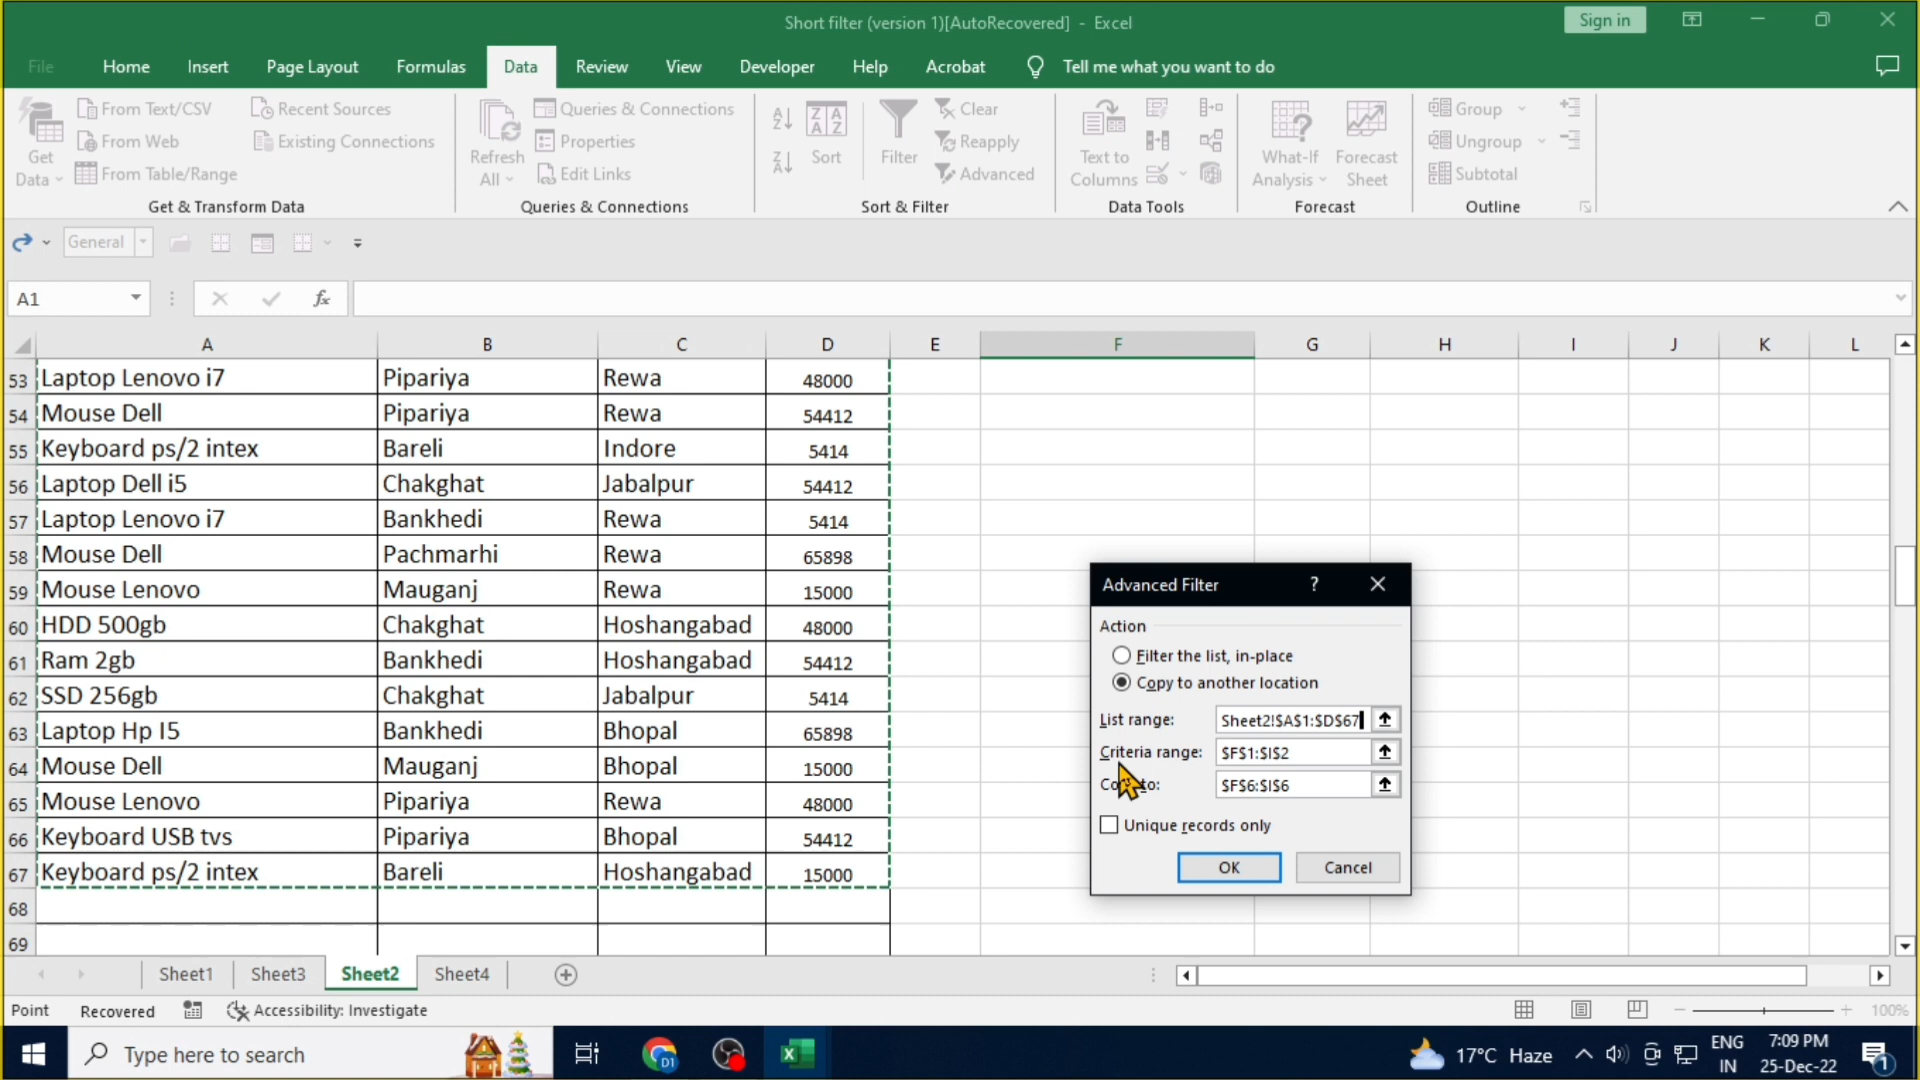 Short filter (version 1)[AutoRecovered] - Excel
Sign in
File Home Insert Page Layout Formulas Data Review View Developer Help Acrobat Tell me what you want to do
Get Data
From Text/CSV
From Web
From Table/Range
Recent Sources
Existing Connections
Get & Transform Data
Refresh All
Queries & Connections
Properties
Edit Links
Queries & Connections
Sort
Filter
Clear
Reapply
Advanced
Sort & Filter
Text to Columns
Data Tools
What-If Analysis
Forecast Sheet
Forecast
Group
Ungroup
Subtotal
Outline
General
A1 fx
A B C D E F G H I J K L
53 Laptop Lenovo i7 Pipariya Rewa 48000
54 Mouse Dell Pipariya Rewa 54412
55 Keyboard ps/2 intex Bareli Indore 5414
56 Laptop Dell i5 Chakghat Jabalpur 54412
57 Laptop Lenovo i7 Bankhedi Rewa 5414
58 Mouse Dell Pachmarhi Rewa 65898
59 Mouse Lenovo Mauganj Rewa 15000
60 HDD 500gb Chakghat Hoshangabad 48000
61 Ram 2gb Bankhedi Hoshangabad 54412
62 SSD 256gb Chakghat Jabalpur 5414
63 Laptop Hp I5 Bankhedi Bhopal 65898
64 Mouse Dell Mauganj Bhopal 15000
65 Mouse Lenovo Pipariya Rewa 48000
66 Keyboard USB tvs Pipariya Bhopal 54412
67 Keyboard ps/2 intex Bareli Hoshangabad 15000
68
69
Advanced Filter ?
Action
Filter the list, in-place
Copy to another location
List range: Sheet2!$A$1:$D$67
Criteria range: $F$1:$I$2
to: $F$6:$I$6
Unique records only
OK Cancel
Sheet1 Sheet3 Sheet2 Sheet4
Point Recovered Accessibility: Investigate 100%
Type here to search
17°C Haze
ENG IN
7:09 PM
25-Dec-22
1